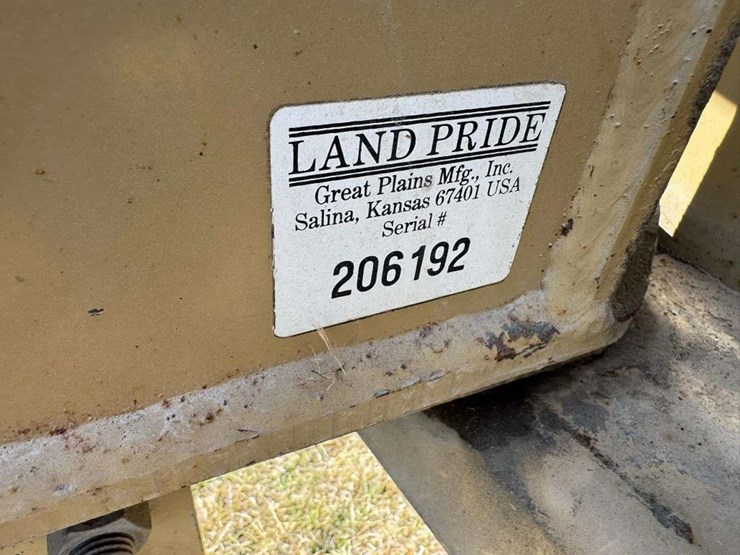 LAND PRIDE
Great Plains Mfg., Inc.
Salina, Kansas 67401 USA
Serial #
206192